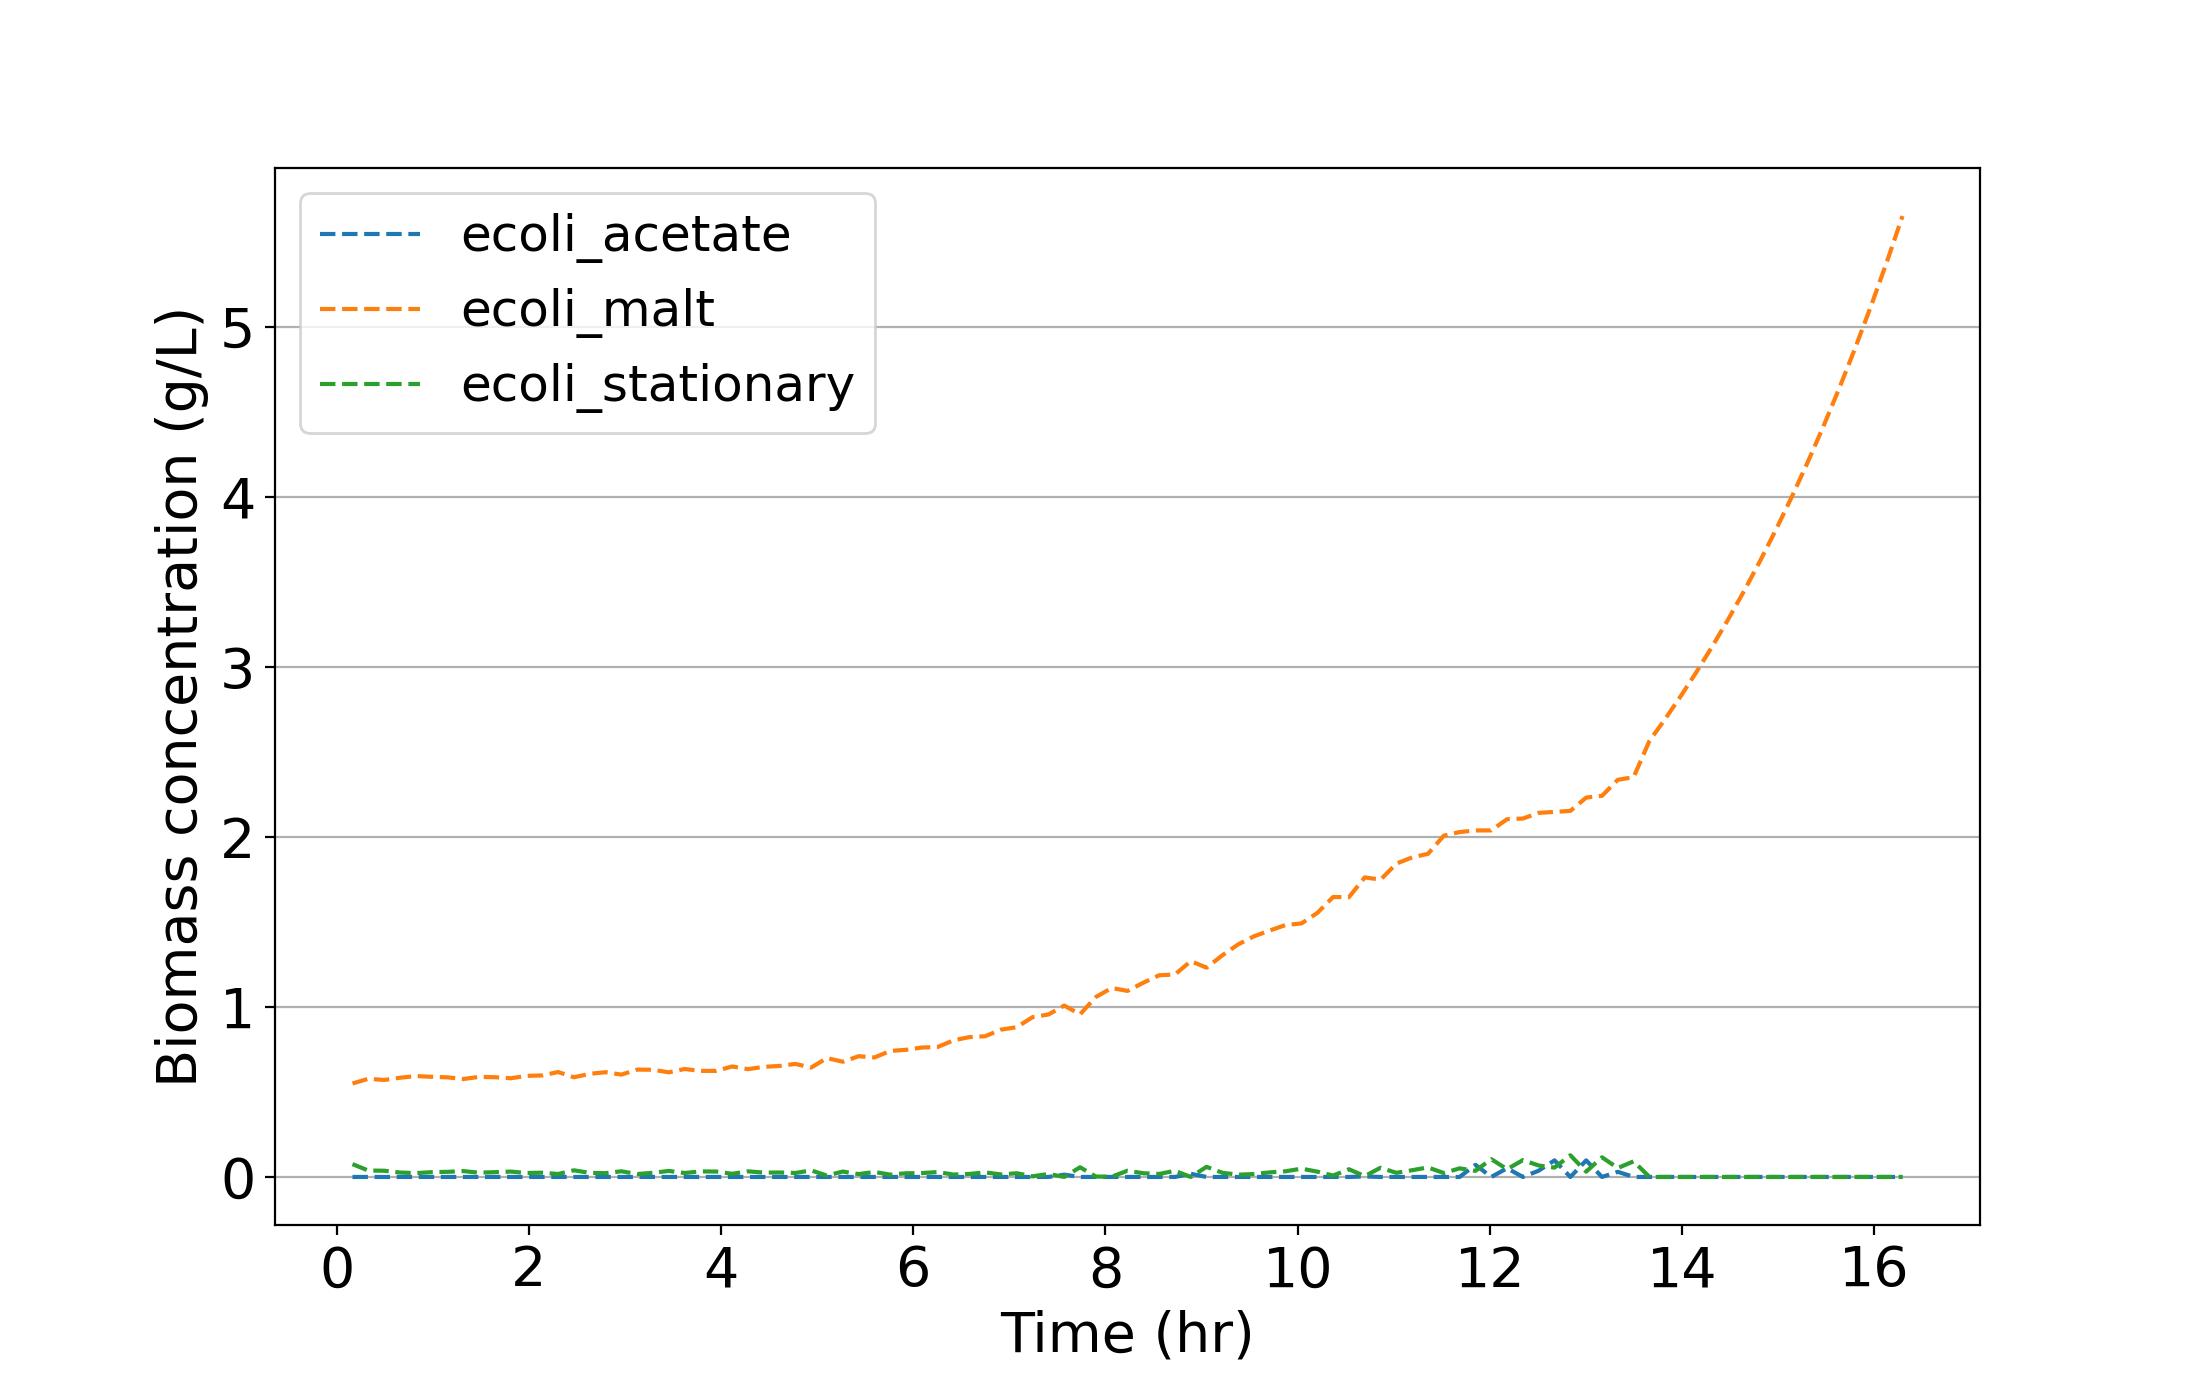 ecoli_acetate
ecoli_malt
ecoli_stationary
Biomass concentration (g/L)
5
4
3
2
1
0
0 2 4 6 8 10 12 14 16
Time (hr)